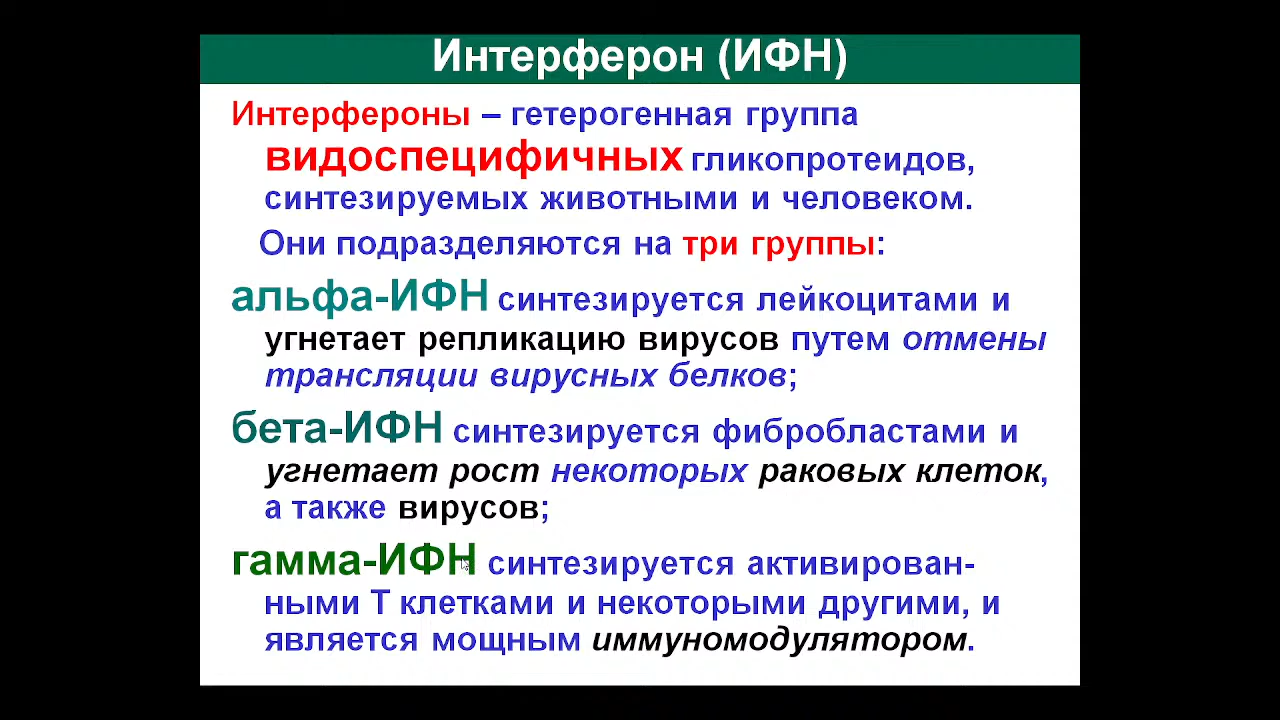 Интерферон (ИФН)
Интерфероны – гетерогенная группа
видоспецифичных гликопротеидов,
синтезируемых животными и человеком.
Они подразделяются на три группы:
альфа-ИФН синтезируется лейкоцитами и
угнетает репликацию вирусов путем отмены
трансляции вирусных белков;
бета-ИФН синтезируется фибробластами и
угнетает рост некоторых раковых клеток,
а также вирусов;
гамма-ИФН синтезируется активирован-
ными Т клетками и некоторыми другими, и
является мощным иммуномодулятором.